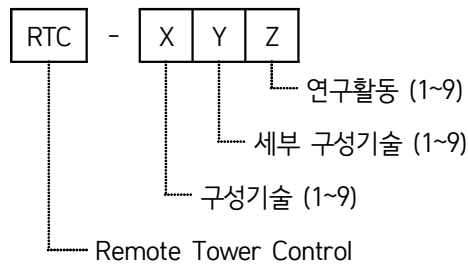 RTC - X Y Z
연구활동 (1~9)
세부 구성기술 (1~9)
구성기술 (1~9)
Remote Tower Control